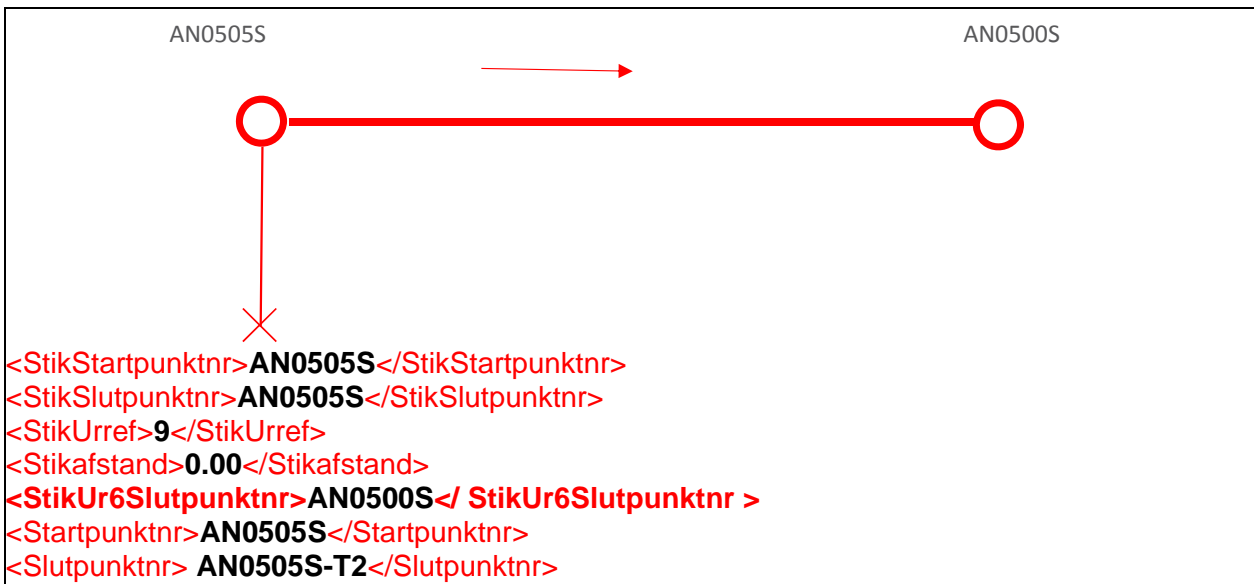 AN0505S AN0500S
<StikStartpunktnr>AN0505S</StikStartpunktnr>
<StikSlutpunktnr>AN0505S</StikSlutpunktnr>
<StikUrref>9</StikUrref>
<Stikafstand>0.00</Stikafstand>
<StikUr6Slutpunktnr>AN0500S</ StikUr6Slutpunktnr >
<Startpunktnr>AN0505S</Startpunktnr>
<Slutpunktnr> AN0505S-T2</Slutpunktnr>